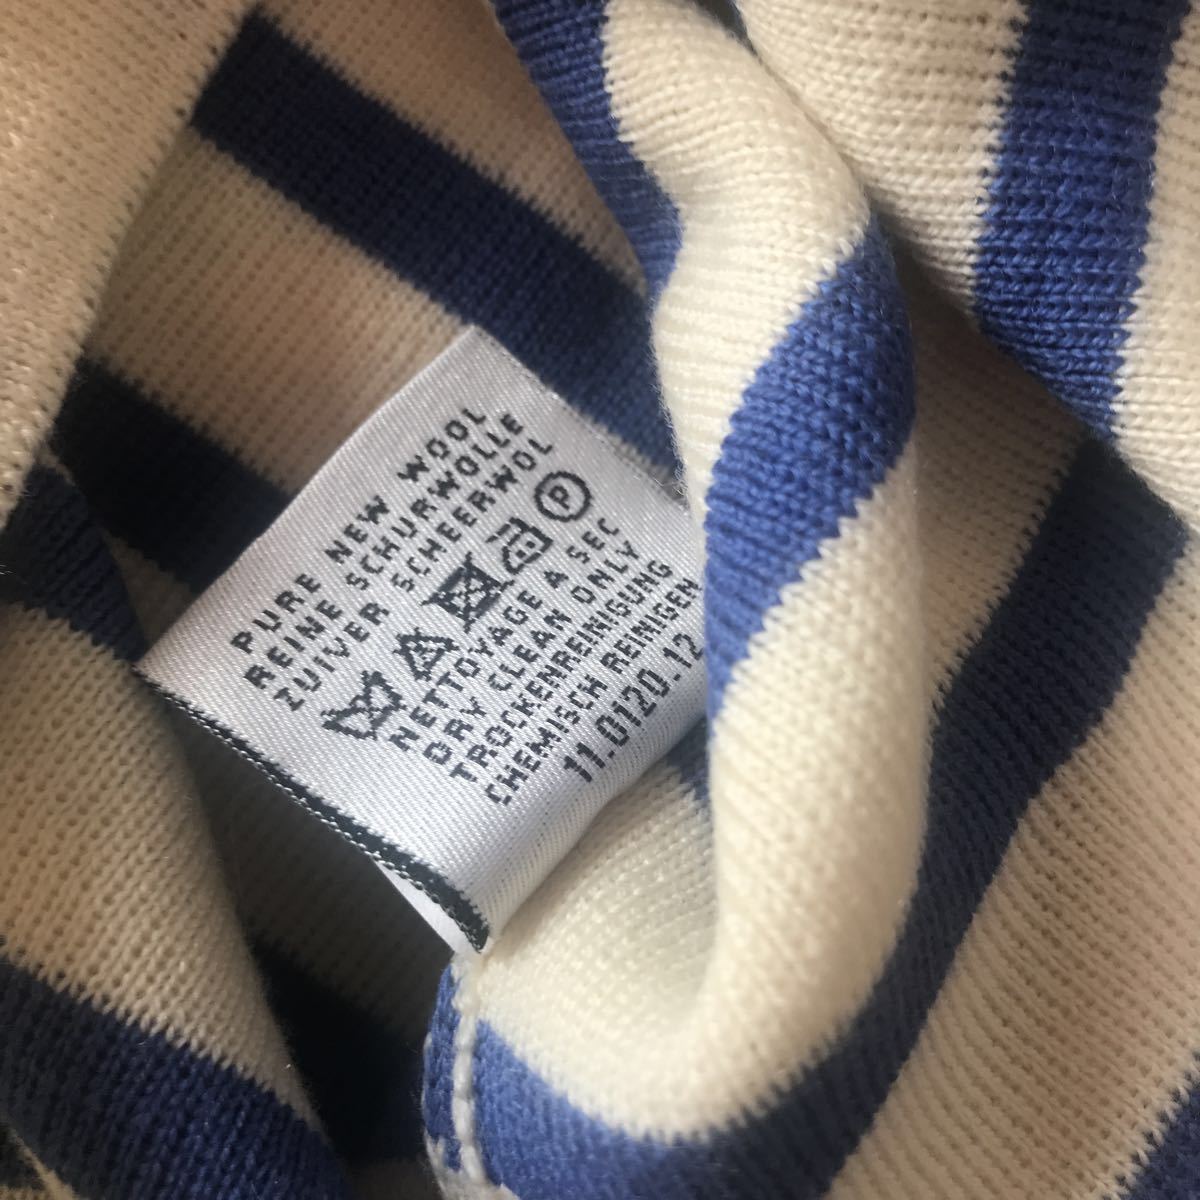 PURE NEW WOOL
REINE SCHURWOLLE
ZUIVER SCHEERWOL
P
NETTOYAGE A SEC
DRY CLEAN ONLY
TROCKENREINIGUNG
CHEMISCH REINIGEN
11.0120.12